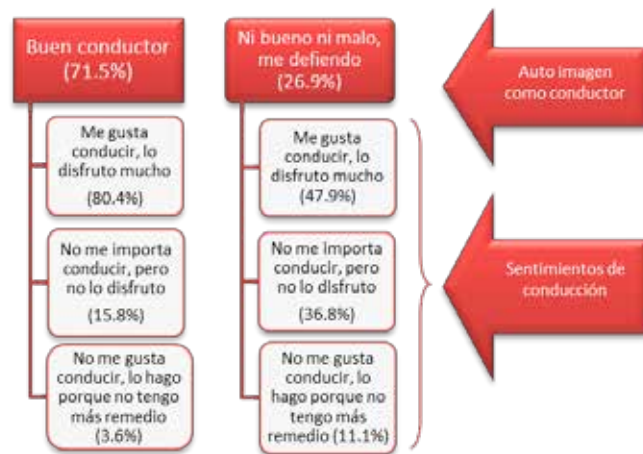 Buen conductor
(71.5%)
Me gusta
conducir, lo
disfruto mucho
(80.4%)
No me importa
conducir, pero
no lo disfruto
(15.8%)
No me gusta
conducir, lo hago
porque no tengo
más remedio
(3.6%)
Ni bueno ni malo,
me defiendo
(26.9%)
Me gusta
conducir, lo
disfruto mucho
(47.9%)
No me importa
conducir, pero
no lo disfruto
(36.8%)
No me gusta
conducir, lo
hago porque no
tengo más
remedio (11.1%)
Auto imagen
como conductor
Sentimientos de
conducción